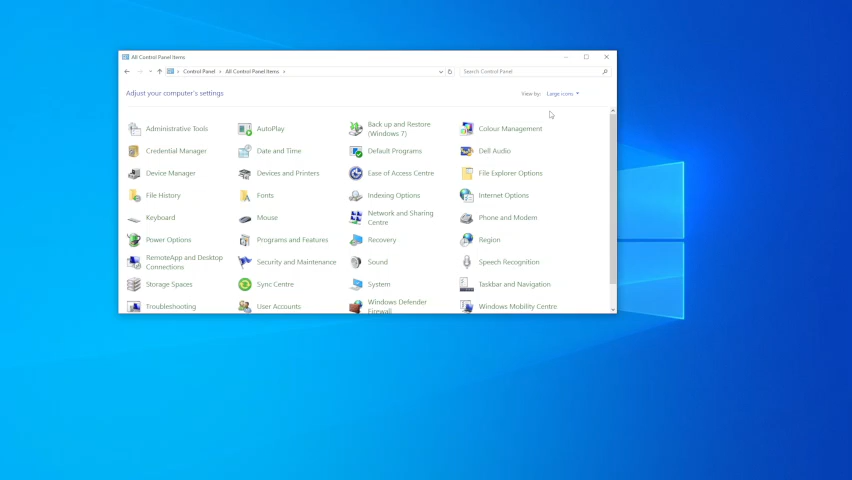 All Control Panel Items
Control Panel
All Control Panel Items
Search Control Panel
Adjust your computer's settings
View by:
Large icons
Administrative Tools
AutoPlay
Back up and Restore
(Windows 7)
Colour Management
Credential Manager
Date and Time
Default Programs
Dell Audio
Device Manager
Devices and Printers
Ease of Access Centre
File Explorer Options
File History
Fonts
Indexing Options
Internet Options
Keyboard
Mouse
Network and Sharing
Centre
Phone and Modem
Power Options
Programs and Features
Recovery
Region
RemoteApp and Desktop
Connections
Security and Maintenance
Sound
Speech Recognition
Storage Spaces
Sync Centre
System
Taskbar and Navigation
Troubleshooting
User Accounts
Windows Defender
Firewall
Windows Mobility Centre